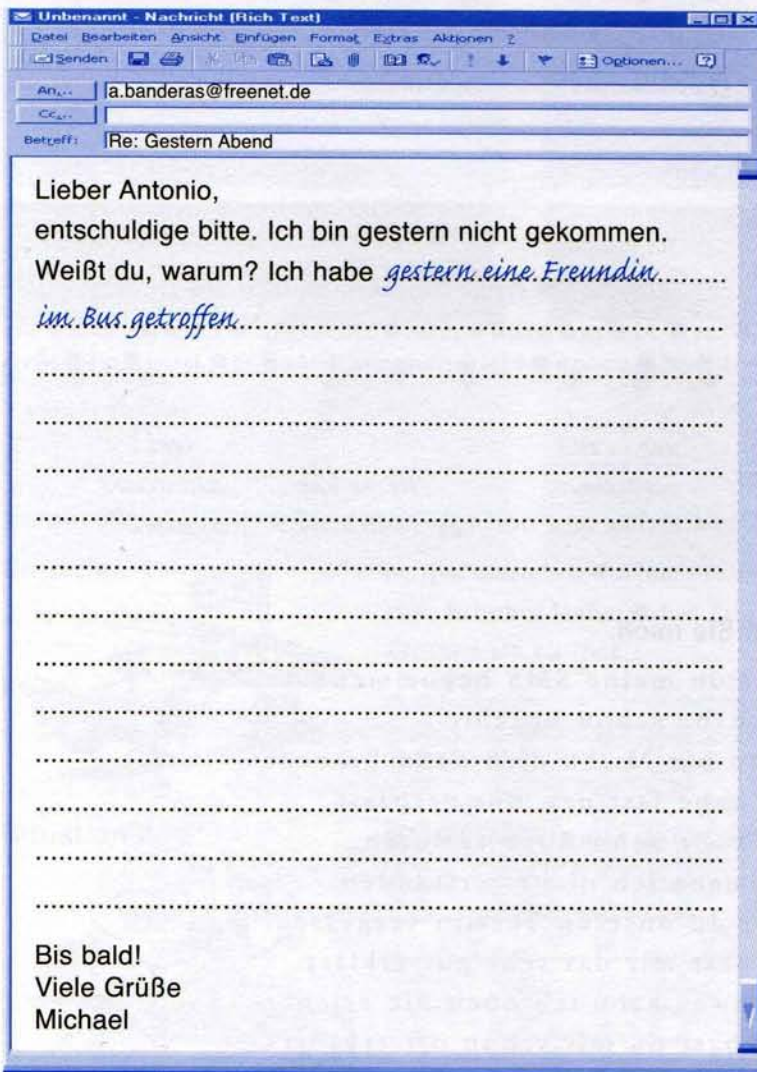 Unbenannt - Nachricht (Rich Text)
Datei Bearbeiten Ansicht Einfügen Format Extras Aktionen ?
Senden Optionen...
An... a.banderas@freenet.de
Cc...
Betreff: Re: Gestern Abend
Lieber Antonio,
entschuldige bitte. Ich bin gestern nicht gekommen.
Weißt du, warum? Ich habe gestern eine Freundin
im Bus getroffen
Bis bald!
Viele Grüße
Michael